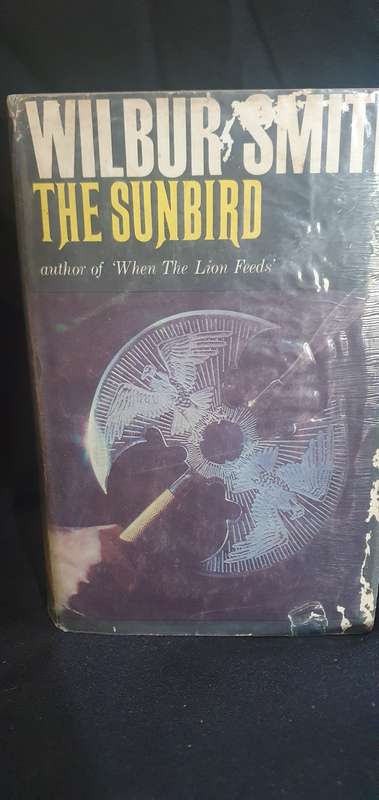 WILBUR SMITH
THE SUNBIRD
author of 'When The Lion Feeds'